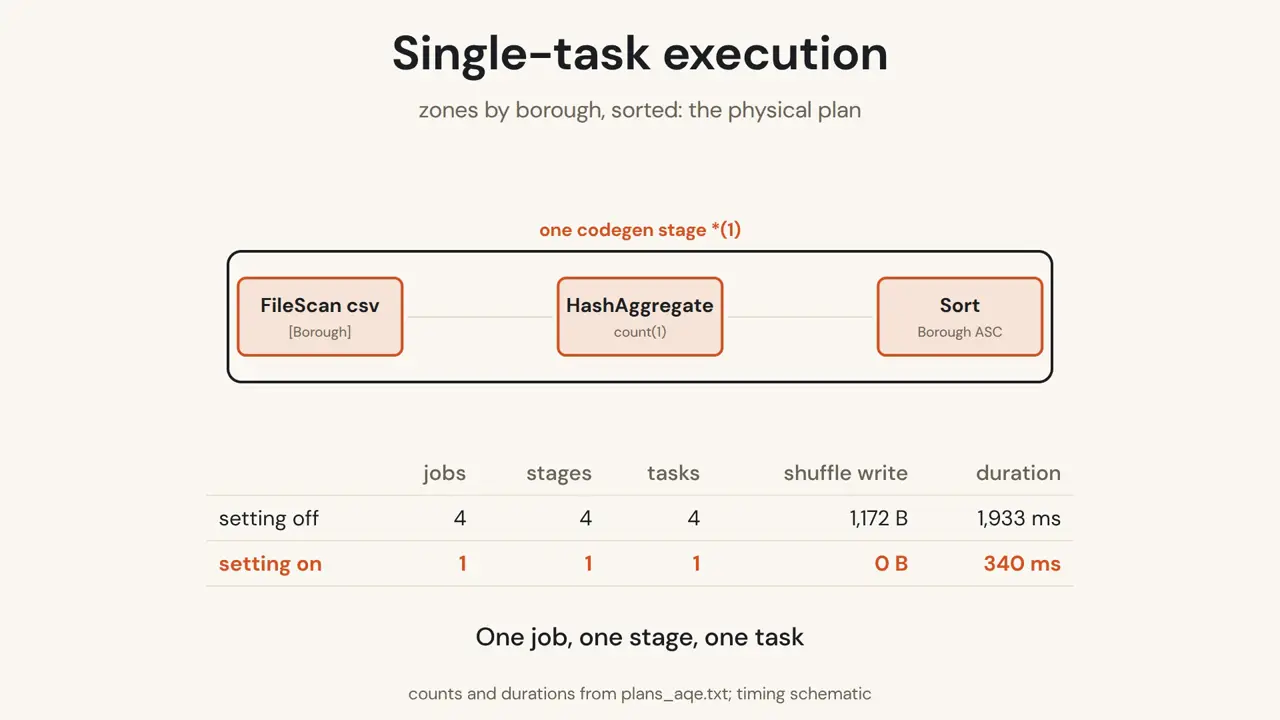 Single-task execution
zones by borough, sorted: the physical plan
one codegen stage *(1)
FileScan csv
[Borough]
HashAggregate
count(1)
Sort
Borough ASC
jobs stages tasks shuffle write duration
setting off 4 4 4 1,172 B 1,933 ms
setting on 1 1 1 0 B 340 ms
One job, one stage, one task
counts and durations from plans_aqe.txt; timing schematic